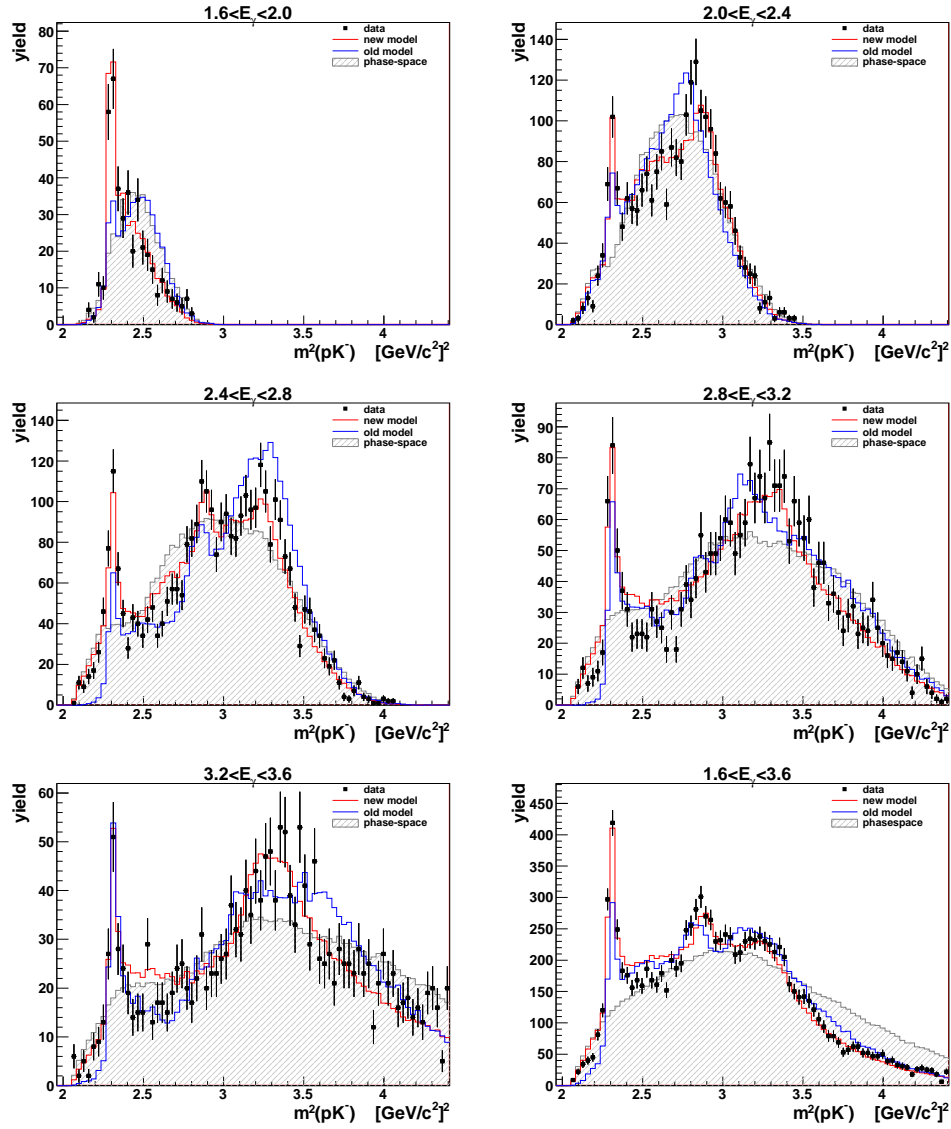 1.6<Eγ<2.0
yield
80
70
60
50
40
30
20
10
0
data
new model
old model
phase-space
2 2.5 3 3.5 4
m²(pK⁻) [GeV/c²]²
2.0<Eγ<2.4
yield
140
120
100
80
60
40
20
0
data
new model
old model
phase-space
2 2.5 3 3.5 4
m²(pK⁻) [GeV/c²]²
2.4<Eγ<2.8
yield
140
120
100
80
60
40
20
0
data
new model
old model
phase-space
2 2.5 3 3.5 4
m²(pK⁻) [GeV/c²]²
2.8<Eγ<3.2
yield
90
80
70
60
50
40
30
20
10
0
data
new model
old model
phase-space
2 2.5 3 3.5 4
m²(pK⁻) [GeV/c²]²
3.2<Eγ<3.6
yield
60
50
40
30
20
10
0
data
new model
old model
phase-space
2 2.5 3 3.5 4
m²(pK⁻) [GeV/c²]²
1.6<Eγ<3.6
yield
450
400
350
300
250
200
150
100
50
0
data
new model
old model
phasespace
2 2.5 3 3.5 4
m²(pK⁻) [GeV/c²]²